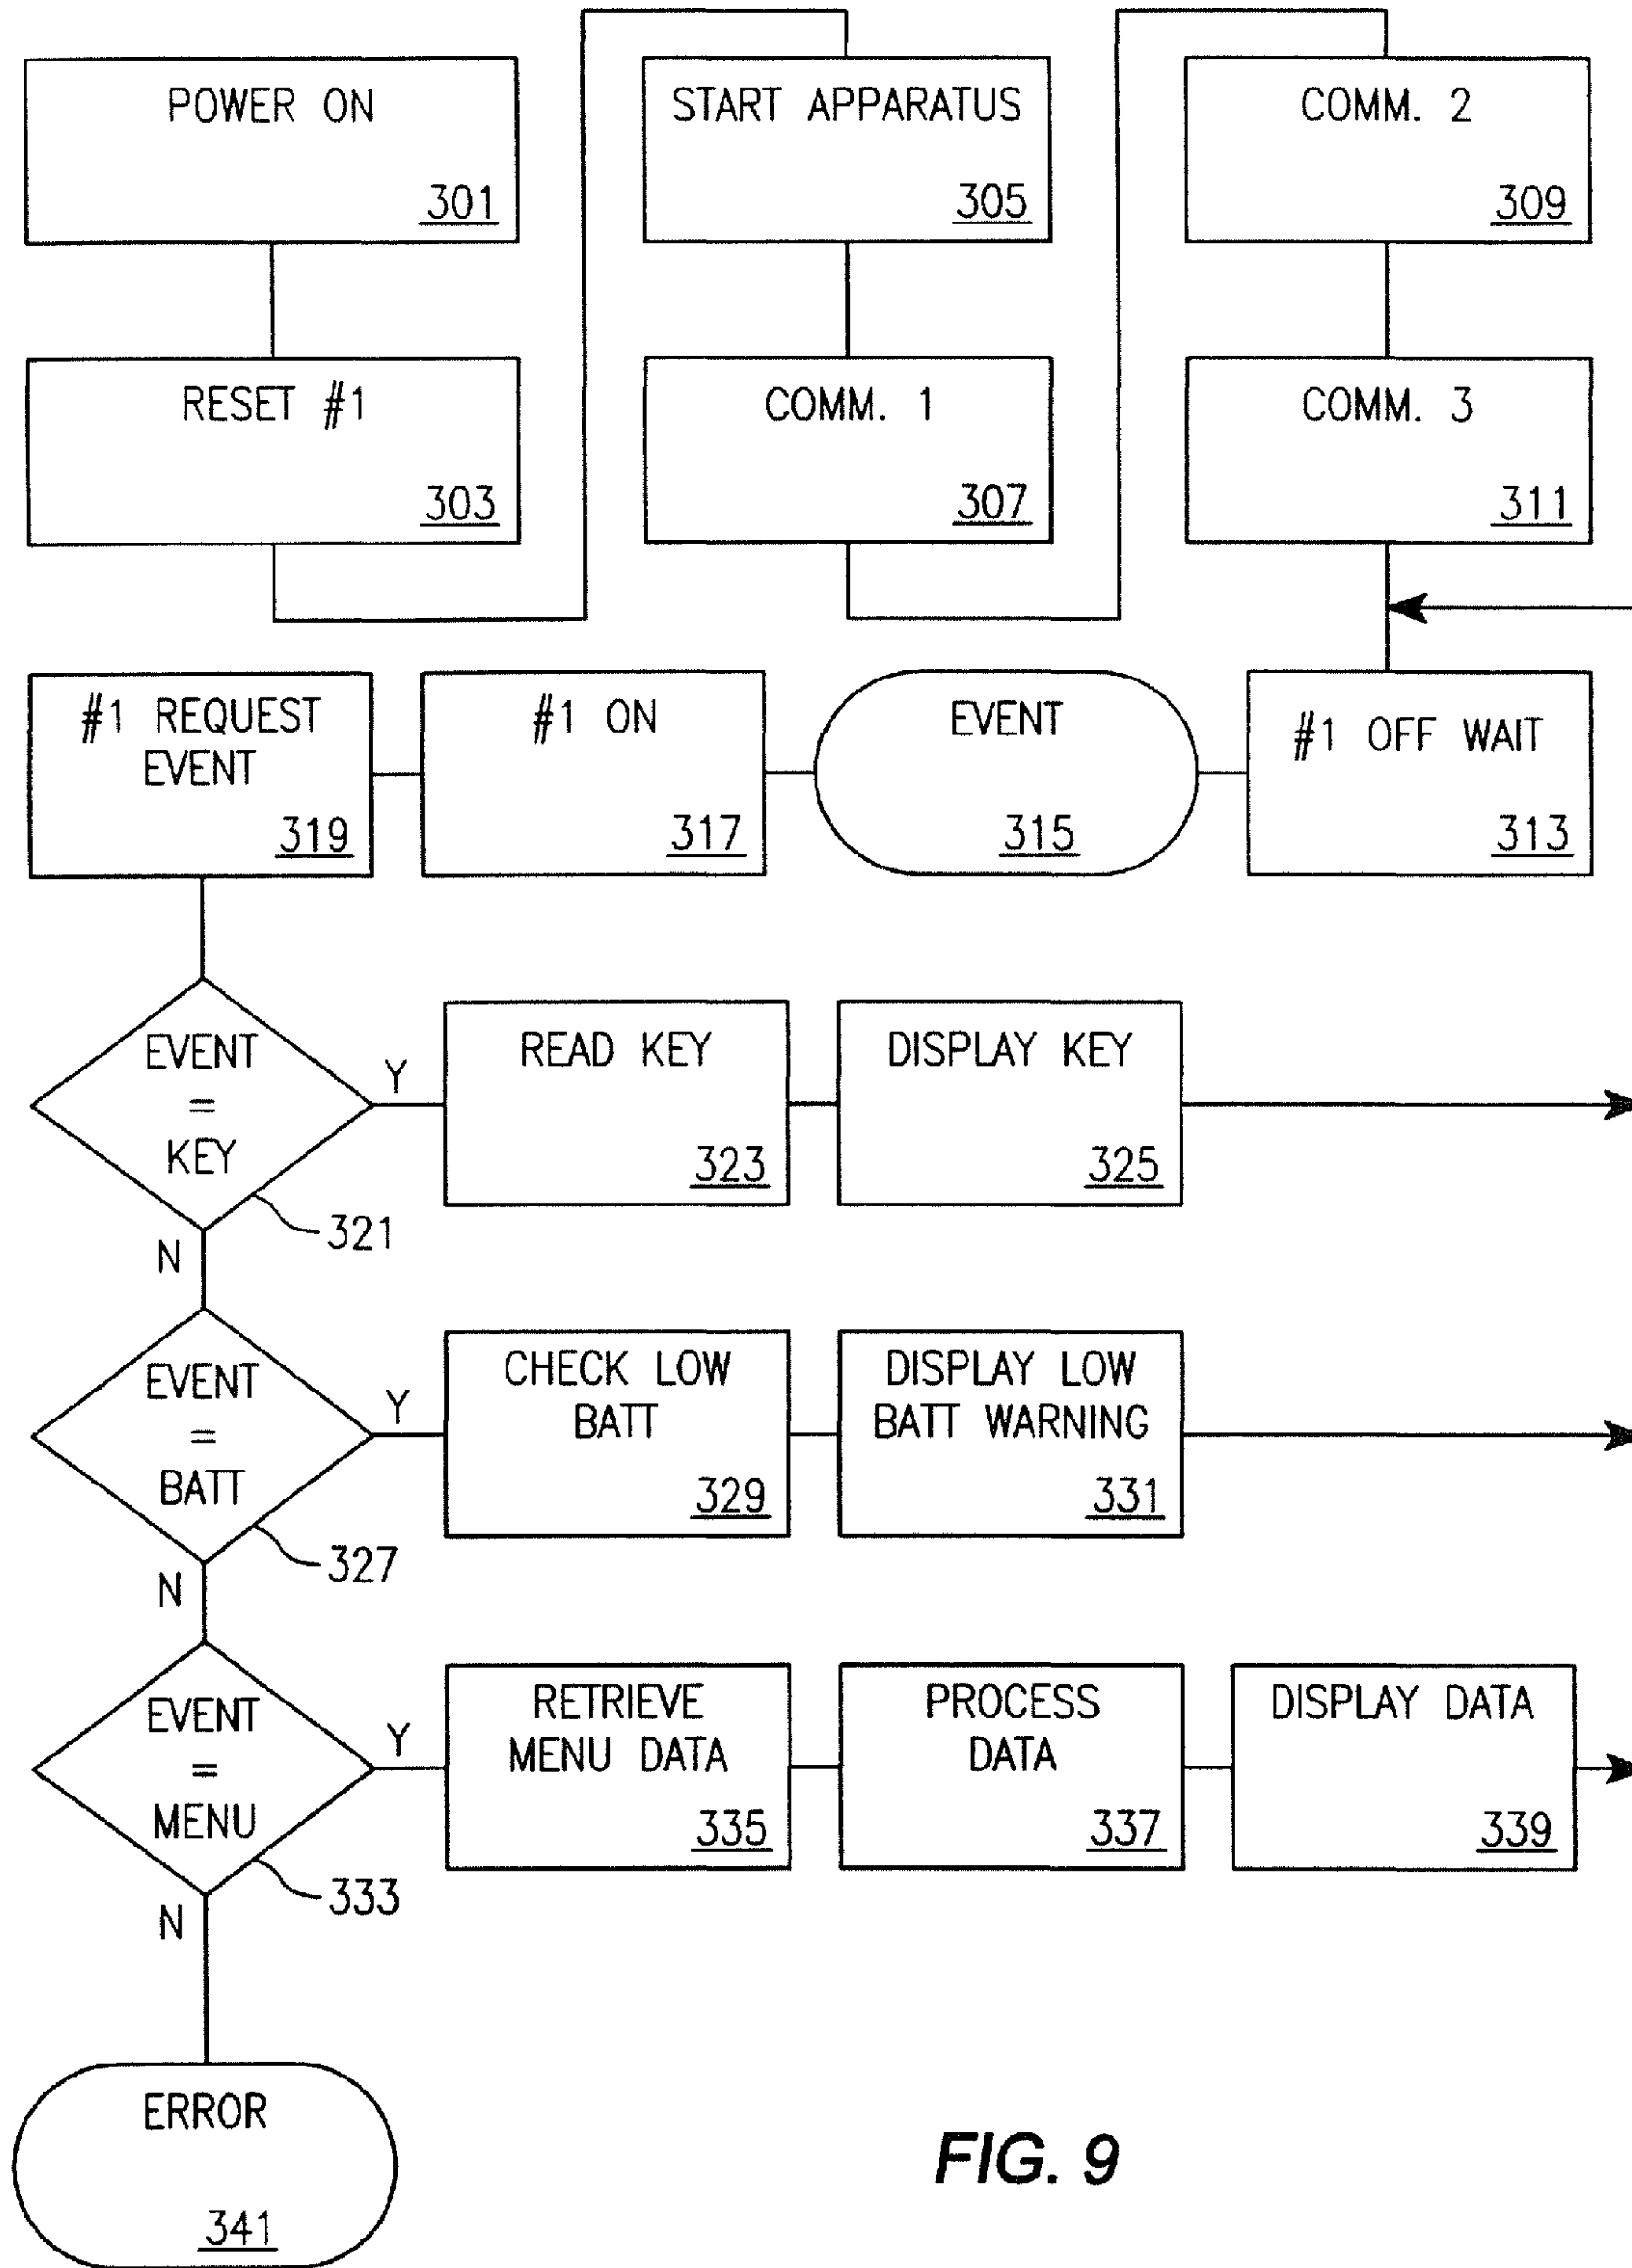 POWER ON
301
START APPARATUS
305
COMM. 2
309
RESET #1
303
COMM. 1
307
COMM. 3
311
#1 REQUEST
EVENT
319
#1 ON
317
EVENT
315
#1 OFF WAIT
313
EVENT
=
KEY
321
Y
N
READ KEY
323
DISPLAY KEY
325
EVENT
=
BATT
327
Y
N
CHECK LOW
BATT
329
DISPLAY LOW
BATT WARNING
331
EVENT
=
MENU
333
Y
N
RETRIEVE
MENU DATA
335
PROCESS
DATA
337
DISPLAY DATA
339
ERROR
341
FIG. 9